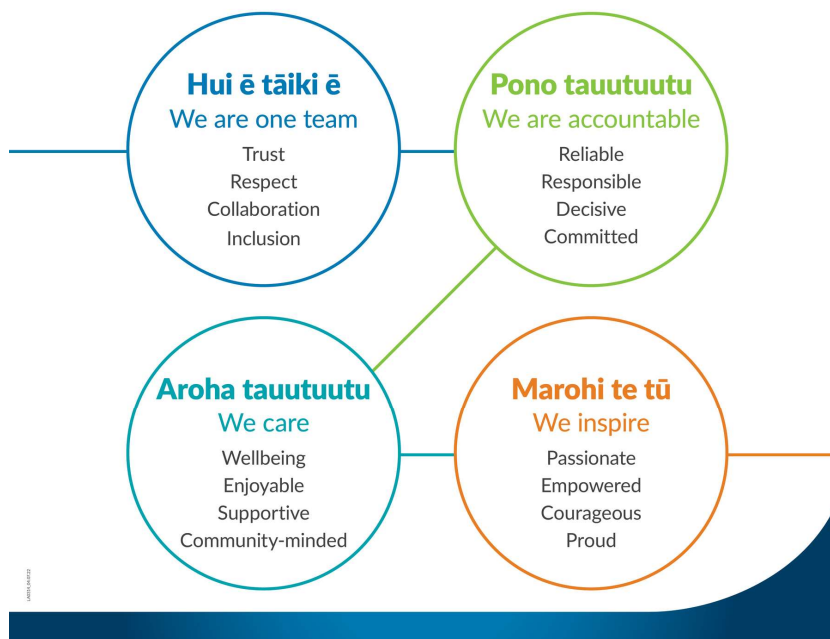 Hui ē tāiki ē
We are one team
Trust
Respect
Collaboration
Inclusion
Pono tauutuutu
We are accountable
Reliable
Responsible
Decisive
Committed
Aroha tauutuutu
We care
Wellbeing
Enjoyable
Supportive
Community-minded
Marohi te tū
We inspire
Passionate
Empowered
Courageous
Proud